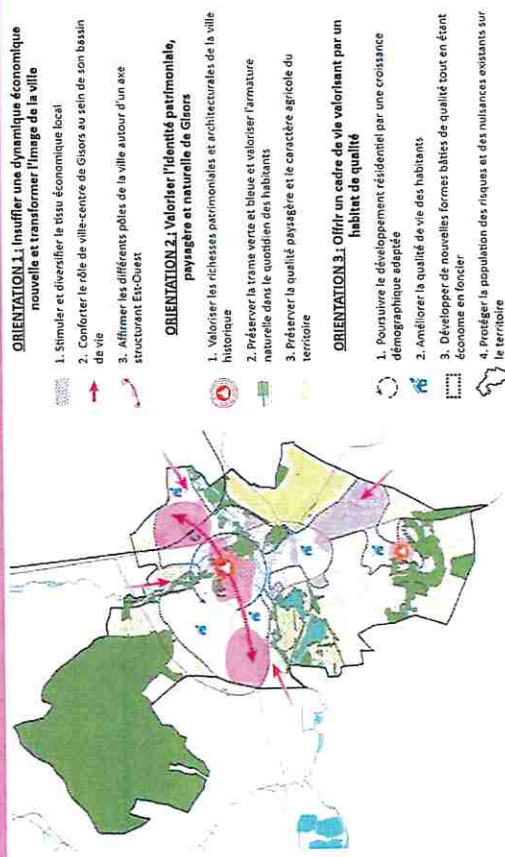 ORIENTATION 1 : Insuffler une dynamique économique
nouvelle et transformer l'image de la ville
1. Stimuler et diversifier le tissu économique local
2. Conforter le rôle de ville-centre de Gisors au sein de son bassin
de vie
3. Affirmer les différents pôles de la ville autour d'un axe
structurant Est-Ouest
ORIENTATION 2 : Valoriser l'identité patrimoniale,
paysagère et naturelle de Gisors
1. Valoriser les richesses patrimoniales et architecturales de la ville
historique
2. Préserver la trame verte et bleue et valoriser l'armature
naturelle dans le quotidien des habitants
3. Préserver la qualité paysagère et le caractère agricole du
territoire
ORIENTATION 3 : Offrir un cadre de vie valorisant par un
habitat de qualité
1. Poursuivre le développement résidentiel par une croissance
démographique adaptée
2. Améliorer la qualité de vie des habitants
3. Développer de nouvelles formes bâties de qualité tout en étant
économe en foncier
4. Protéger la population des risques et des nuisances existants sur
le territoire